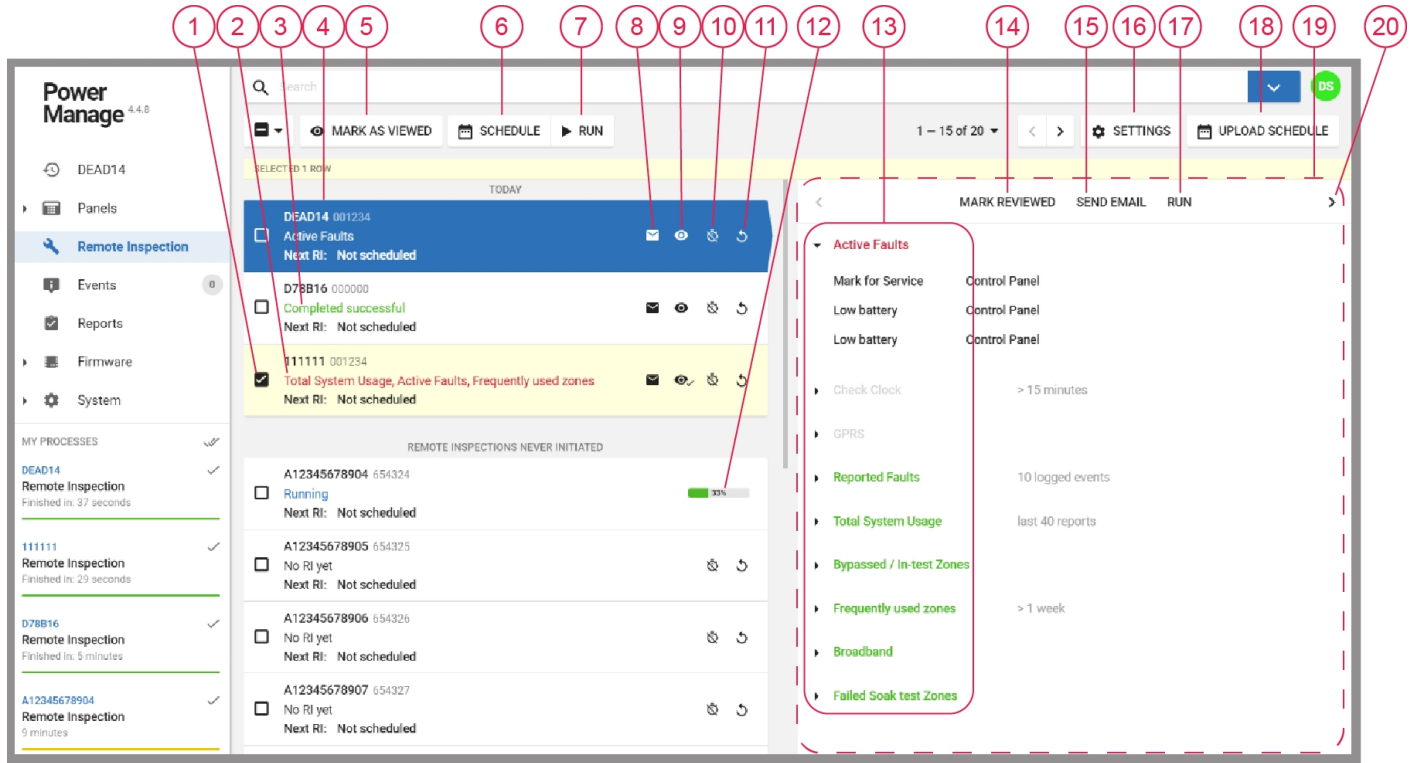 1 2 3 4 5 6 7 8 9 10 11 12 13 14 15 16 17 18 19 20
Power
Manage 4.4.8
DEAD14
Panels
Remote Inspection
Events 0
Reports
Firmware
System
MY PROCESSES
DEAD14
Remote Inspection
Finished in: 37 seconds
111111
Remote Inspection
Finished in: 29 seconds
D78B16
Remote Inspection
Finished in: 5 minutes
A12345678904
Remote Inspection
9 minutes
Search
DS
MARK AS VIEWED SCHEDULE RUN 1 – 15 of 20 SETTINGS UPLOAD SCHEDULE
SELECTED 1 ROW
TODAY
DEAD14 001234
Active Faults
Next RI: Not scheduled
D78B16 000000
Completed successful
Next RI: Not scheduled
111111 001234
Total System Usage, Active Faults, Frequently used zones
Next RI: Not scheduled
REMOTE INSPECTIONS NEVER INITIATED
A12345678904 654324
Running 33%
Next RI: Not scheduled
A12345678905 654325
No RI yet
Next RI: Not scheduled
A12345678906 654326
No RI yet
Next RI: Not scheduled
A12345678907 654327
No RI yet
Next RI: Not scheduled
MARK REVIEWED SEND EMAIL RUN
Active Faults
Mark for Service Control Panel
Low battery Control Panel
Low battery Control Panel
Check Clock > 15 minutes
GPRS
Reported Faults 10 logged events
Total System Usage last 40 reports
Bypassed / In-test Zones
Frequently used zones > 1 week
Broadband
Failed Soak test Zones